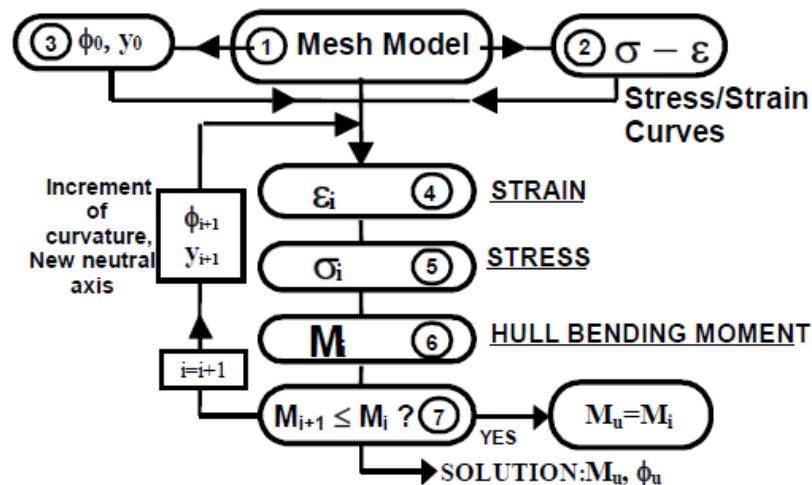 3 ϕ₀, y₀
1 Mesh Model
2 σ − ε
Stress/Strain
Curves
Increment
of
curvature,
New neutral
axis
ϕᵢ₊₁
yᵢ₊₁
i=i+1
εᵢ 4
STRAIN
σᵢ 5
STRESS
Mᵢ 6
HULL BENDING MOMENT
Mᵢ₊₁ ≤ Mᵢ ? 7
YES
Mᵤ=Mᵢ
SOLUTION:Mᵤ, ϕᵤ